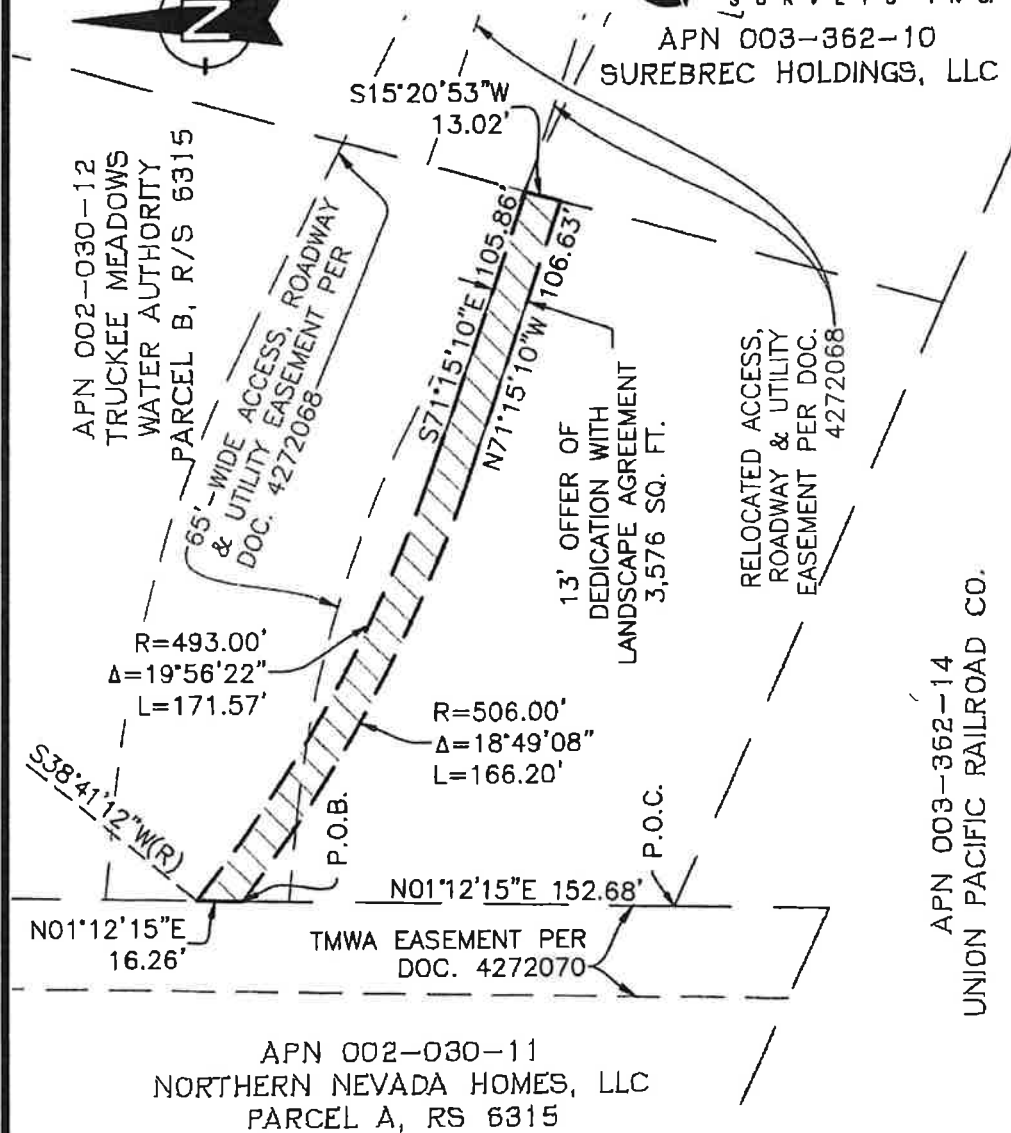 N
SURVEYING
APN 003-362-10
SUREBREC HOLDINGS, LLC
S15°20'53"W
13.02'
APN 002-030-12
TRUCKEE MEADOWS
WATER AUTHORITY
PARCEL B, R/S 6315
65'-WIDE ACCESS, ROADWAY
& UTILITY EASEMENT PER
DOC. 4272068
S71°15'10"E 105.86'
N71°15'10"W 106.63'
13' OFFER OF
DEDICATION WITH
LANDSCAPE AGREEMENT
3,576 SQ. FT.
RELOCATED ACCESS,
ROADWAY & UTILITY
EASEMENT PER DOC.
4272068
R=493.00'
Δ=19°56'22"
L=171.57'
R=506.00'
Δ=18°49'08"
L=166.20'
S38°41'12"W(R)
P.O.B.
P.O.C.
N01°12'15"E 152.68'
N01°12'15"E
16.26'
TMWA EASEMENT PER
DOC. 4272070
APN 003-362-14
UNION PACIFIC RAILROAD CO.
APN 002-030-11
NORTHERN NEVADA HOMES, LLC
PARCEL A, RS 6315